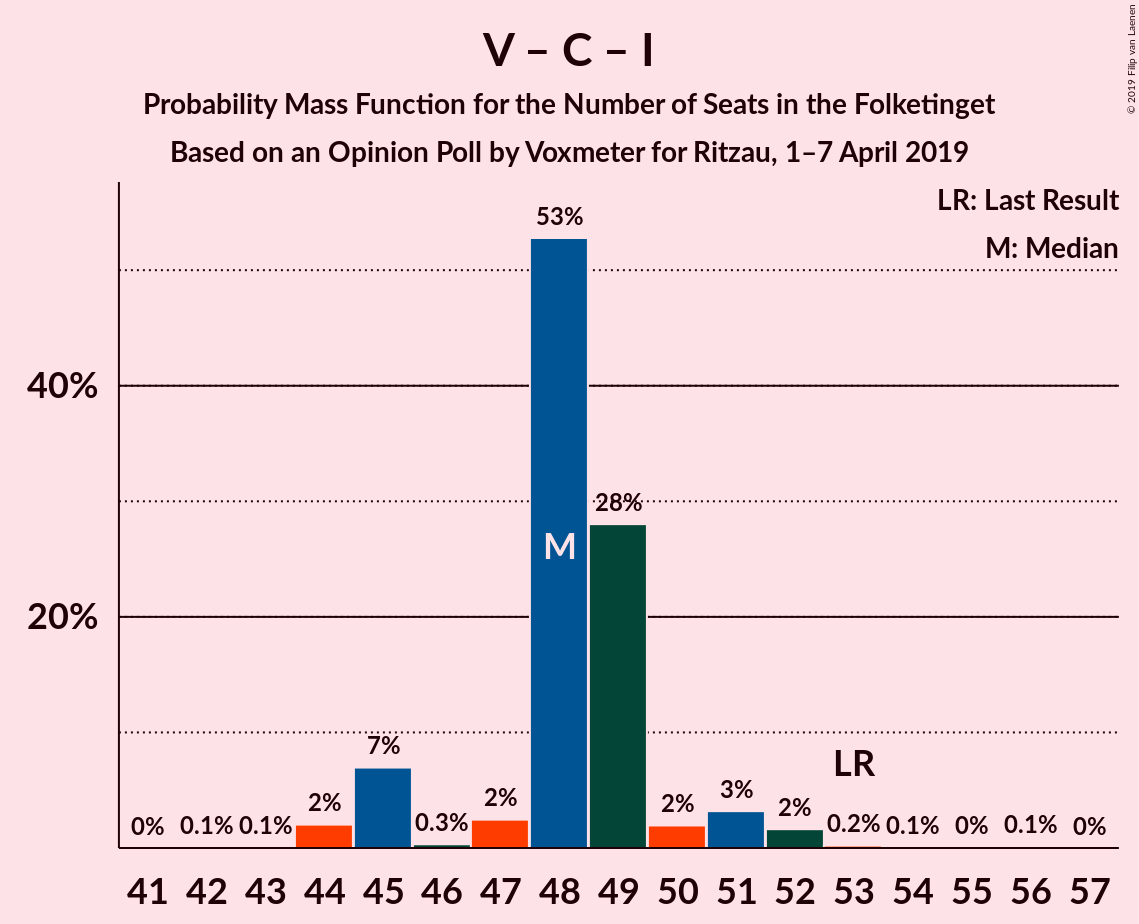 V – C – I
Probability Mass Function for the Number of Seats in the Folketinget
Based on an Opinion Poll by Voxmeter for Ritzau, 1–7 April 2019
© 2019 Filip van Laenen
LR: Last Result
M: Median
53%
40%
28%
M
20%
7%
LR
2%
0.3%
2%
2%
3%
2%
0%
0.1%
0.1%
0.2%
0.1%
0%
0.1%
0%
41 42 43 44 45 46 47 48 49 50 51 52 53 54 55 56 57